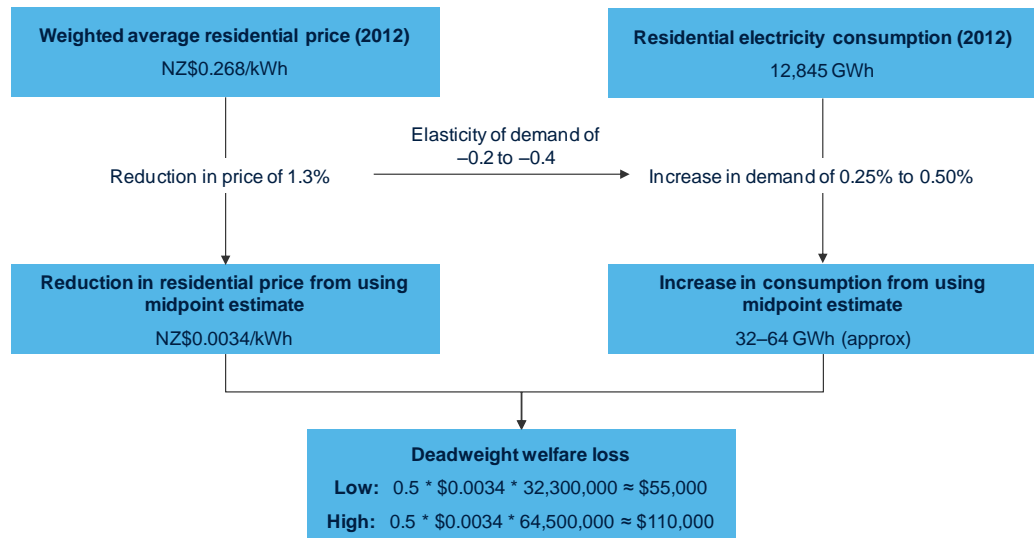 Weighted average residential price (2012)
NZ$0.268/kWh
Residential electricity consumption (2012)
12,845 GWh
Elasticity of demand of
–0.2 to –0.4
Reduction in price of 1.3%
Increase in demand of 0.25% to 0.50%
Reduction in residential price from using
midpoint estimate
NZ$0.0034/kWh
Increase in consumption from using
midpoint estimate
32–64 GWh (approx)
Deadweight welfare loss
Low: 0.5 * $0.0034 * 32,300,000 ≈ $55,000
High: 0.5 * $0.0034 * 64,500,000 ≈ $110,000